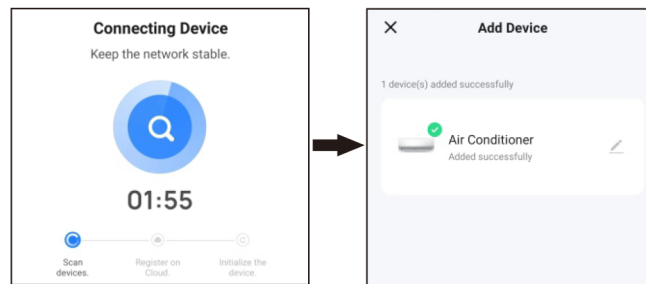 Connecting Device
Keep the network stable.
01:55
Scan
devices.
Register on
Cloud.
Initialize the
device.
Add Device
1 device(s) added successfully
Air Conditioner
Added successfully